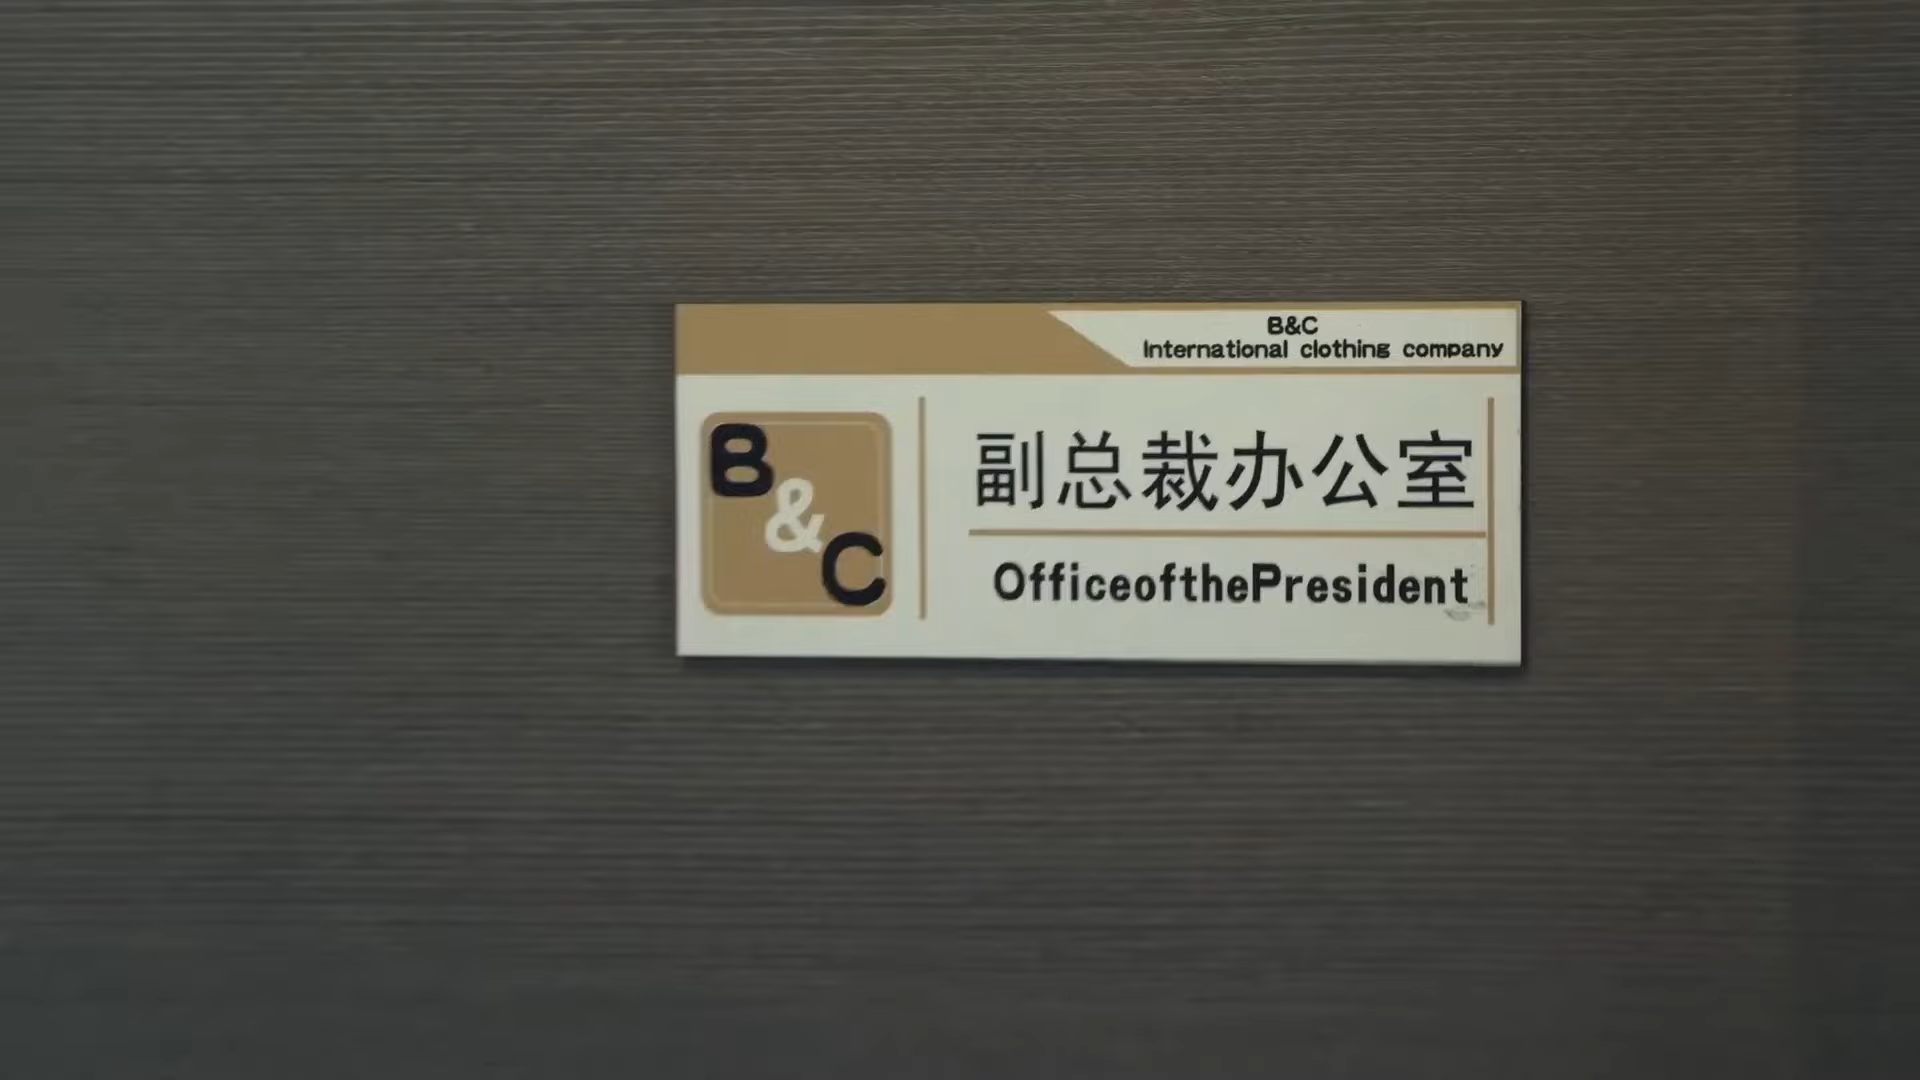 B&C
International clothing company
B
&
C
副总裁办公室
OfficeofthePresident